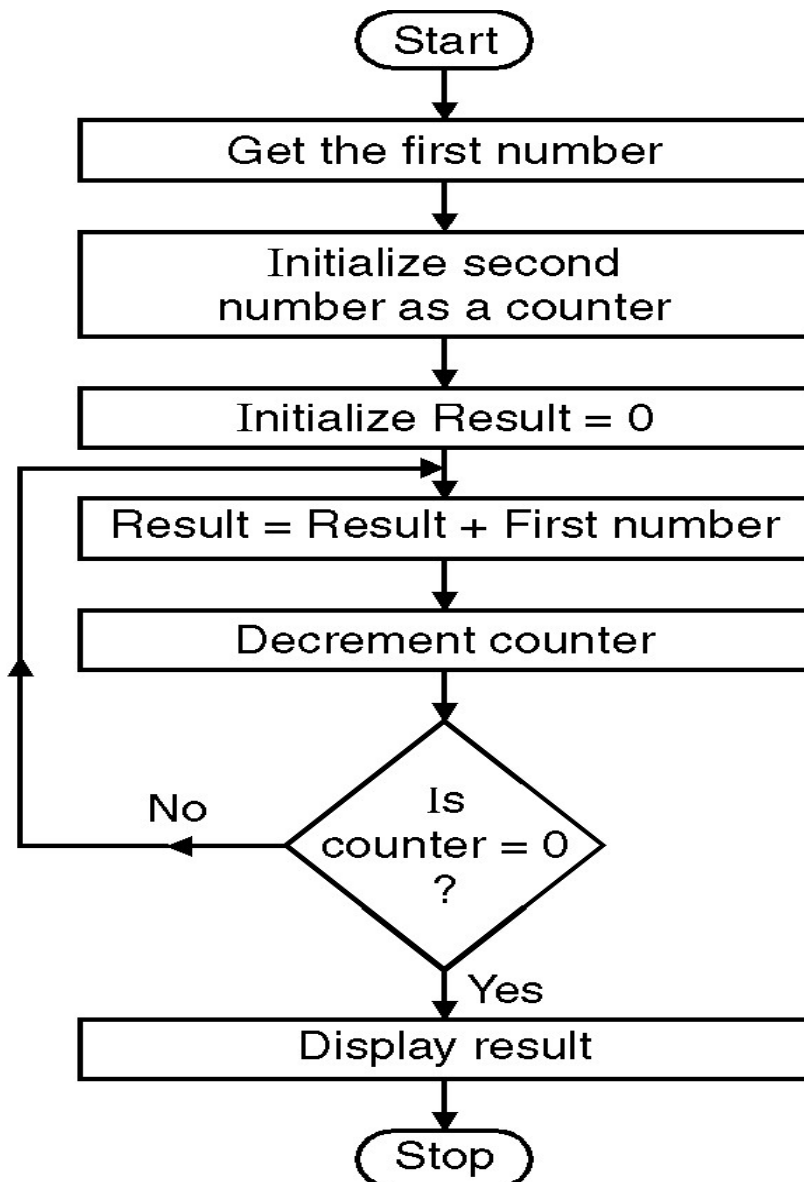 Start
Get the first number
Initialize second
number as a counter
Initialize Result = 0
Result = Result + First number
Decrement counter
Is
counter = 0
?
No
Yes
Display result
Stop